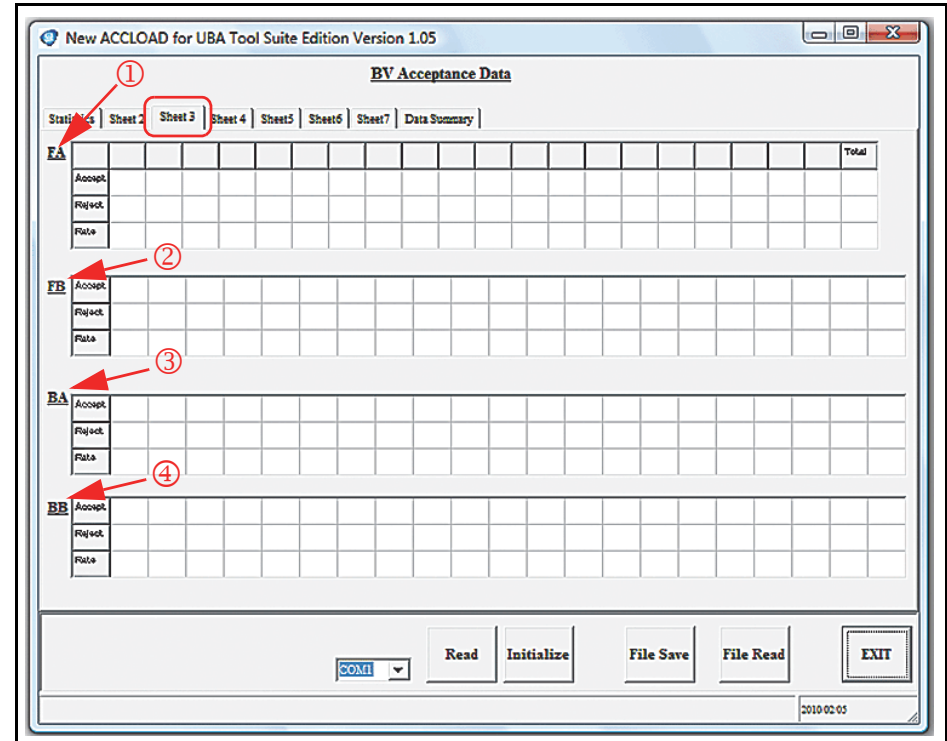 New ACCLOAD for UBA Tool Suite Edition Version 1.05
①
BV Acceptance Data
Statistics Sheet 2 Sheet 3 Sheet 4 Sheet5 Sheet6 Sheet7 Data Summary
FA Total
Accept
Reject
Rate
②
FB Accept
Reject
Rate
③
BA Accept
Reject
Rate
④
BB Accept
Reject
Rate
COM1 Read Initialize File Save File Read EXIT
2010/02/05